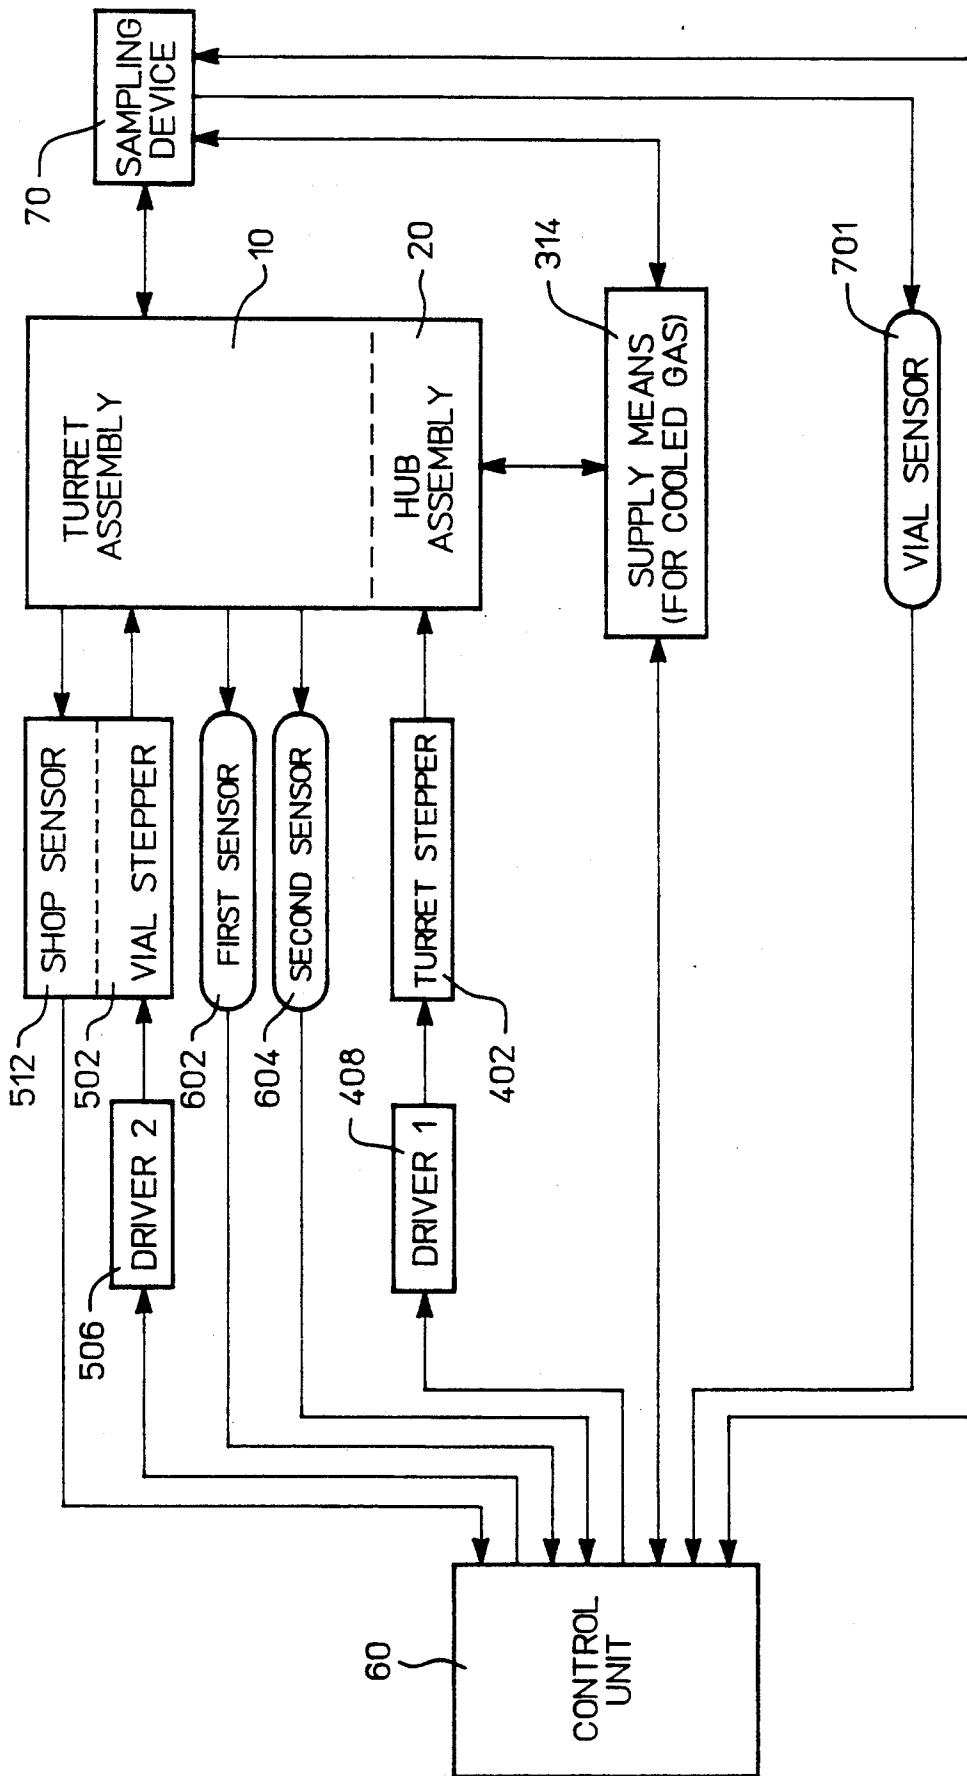 70
SAMPLING
DEVICE
TURRET
ASSEMBLY
10
HUB
ASSEMBLY
20
SUPPLY MEANS
(FOR COOLED GAS)
314
VIAL SENSOR
701
SHOP SENSOR
512
VIAL STEPPER
502
FIRST SENSOR
602
SECOND SENSOR
604
TURRET STEPPER
402
DRIVER 2
506
DRIVER 1
408
CONTROL
UNIT
60